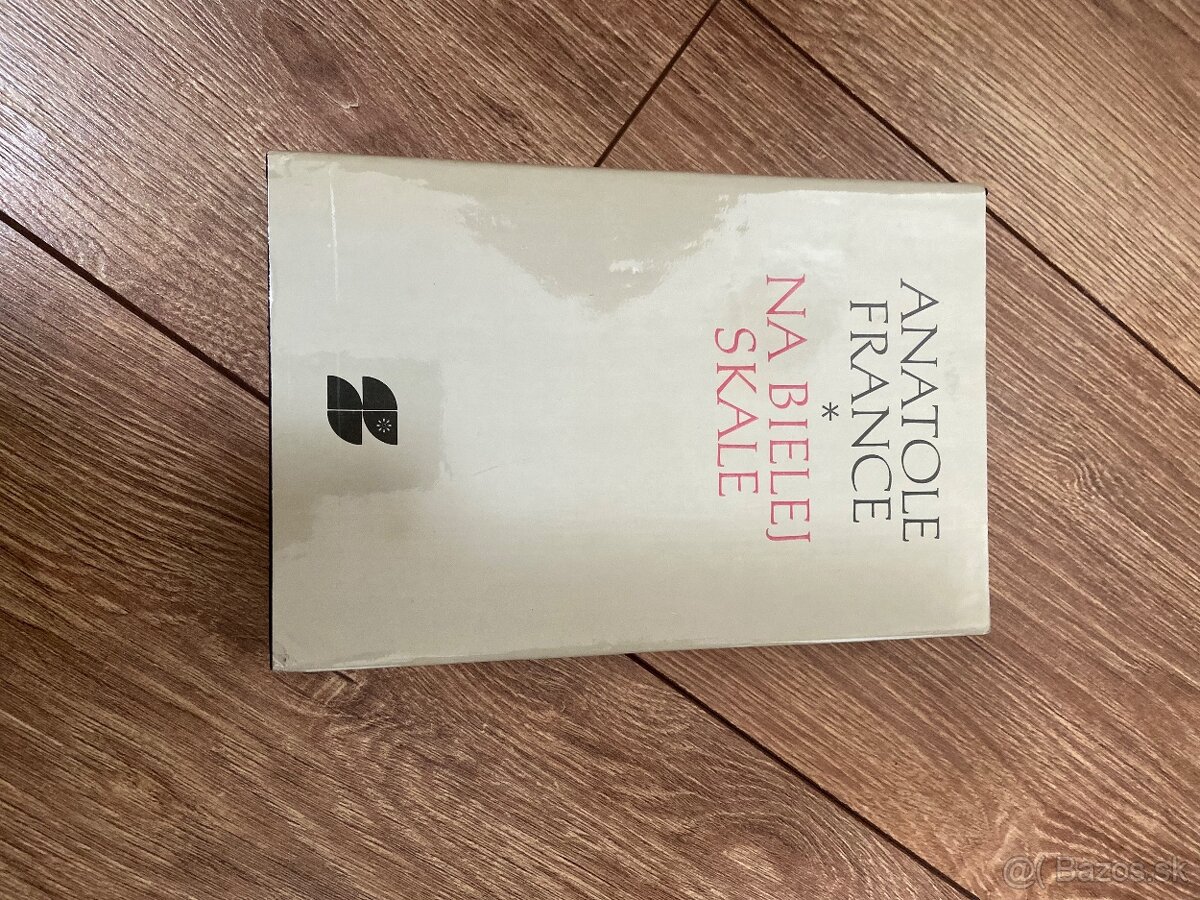 ANATOLE
FRANCE
*
NA BIELEJ
SKALE
@( Bazos.sk